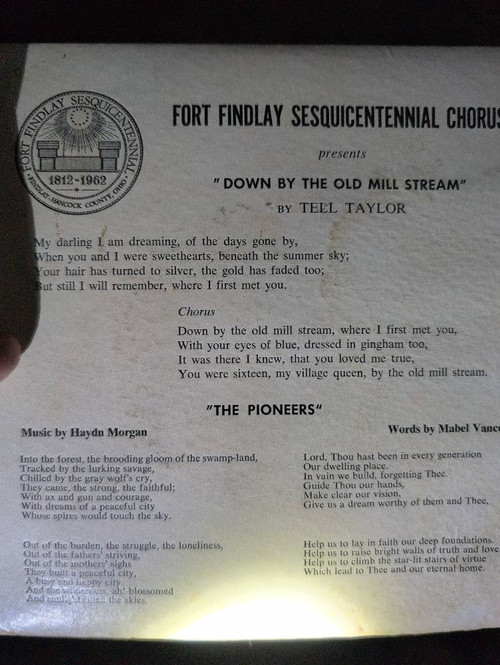 FORT FINDLAY SESQUICENTENNIAL
1812-1962
FINDLAY-HANCOCK COUNTY, OHIO
FORT FINDLAY SESQUICENTENNIAL CHORUS
presents
"DOWN BY THE OLD MILL STREAM"
BY TELL TAYLOR
My darling I am dreaming, of the days gone by,
When you and I were sweethearts, beneath the summer sky;
Your hair has turned to silver, the gold has faded too;
But still I will remember, where I first met you.
Chorus
Down by the old mill stream, where I first met you,
With your eyes of blue, dressed in gingham too,
It was there I knew, that you loved me true,
You were sixteen, my village queen, by the old mill stream.
"THE PIONEERS"
Music by Haydn Morgan
Words by Mabel Vance
Into the forest, the brooding gloom of the swamp-land,
Tracked by the lurking savage,
Chilled by the gray wolf's cry,
They came, the strong, the faithful;
With ax and gun and courage,
With dreams of a peaceful city
Whose spires would touch the sky.
Out of the burden, the struggle, the loneliness,
Out of the fathers' striving,
Out of the mothers' sighs
They built a peaceful city,
A busy and happy city
And the wilderness, ah! blossomed
And the skies.
Lord, Thou hast been in every generation
Our dwelling place.
In vain we build, forgetting Thee.
Guide Thou our hands,
Make clear our vision,
Give us a dream worthy of them and Thee.
Help us to lay in faith our deep foundations.
Help us to raise bright walls of truth and love
Help us to climb the star-lit stairs of virtue
Which lead to Thee and our eternal home.